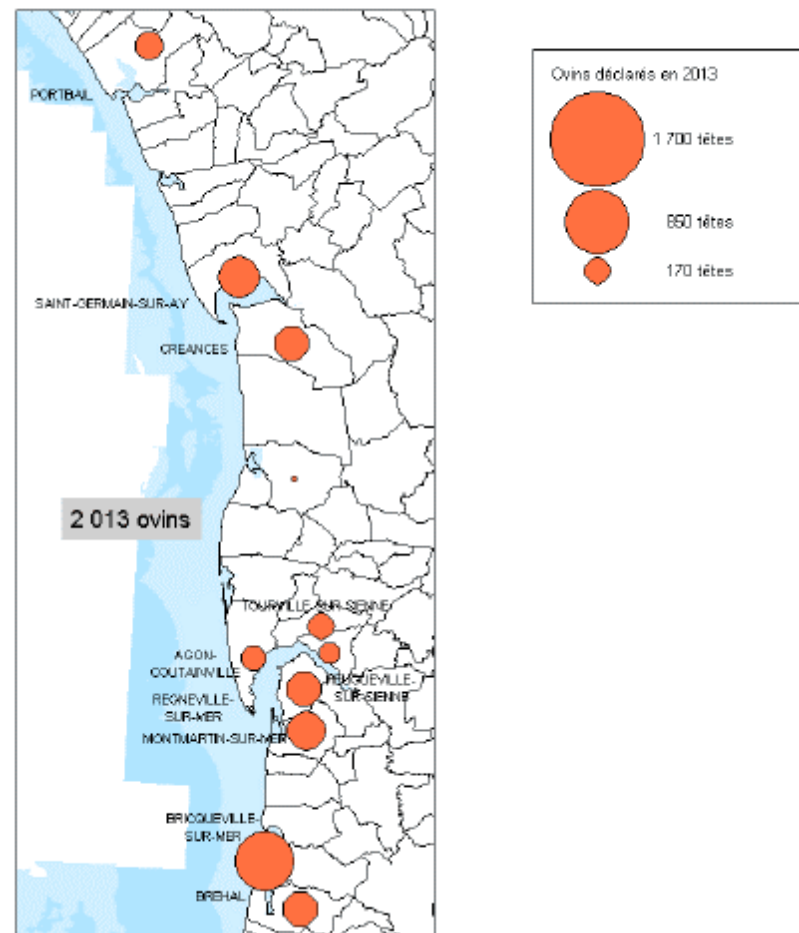 PORTBAIL
SAINT-GERMAIN-SUR-AY
CREANCES
2 013 ovins
TOURVILLE-SUR-SIENNE
AGON-
COUTAINVILLE
HEUGUEVILLE-
SUR-SIENNE
REGNEVILLE-
SUR-MER
MONTMARTIN-SUR-MER
BRICQUEVILLE-
SUR-MER
BREHAL
Ovins déclarés en 2013
1 700 têtes
850 têtes
170 têtes